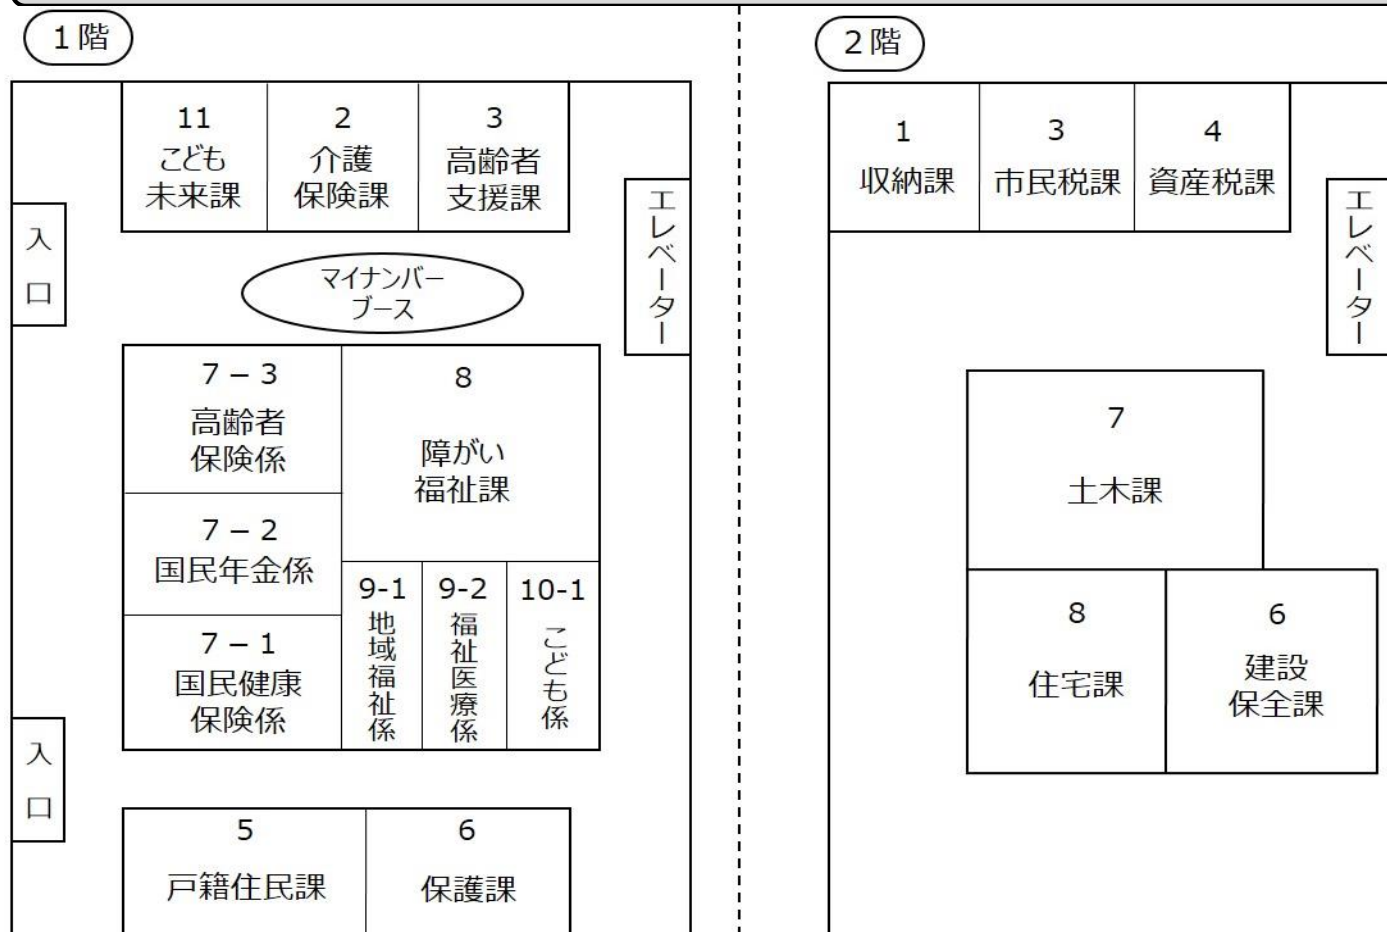 1階
11
こども
未来課
2
介護
保険課
3
高齢者
支援課
エレベーター
入口
マイナンバー
ブース
7－3
高齢者
保険係
8
障がい
福祉課
7－2
国民年金係
9-1
地域福祉係
9-2
福祉医療係
10-1
こども係
7－1
国民健康
保険係
入口
5
戸籍住民課
6
保護課
2階
1
収納課
3
市民税課
4
資産税課
エレベーター
7
土木課
8
住宅課
6
建設
保全課